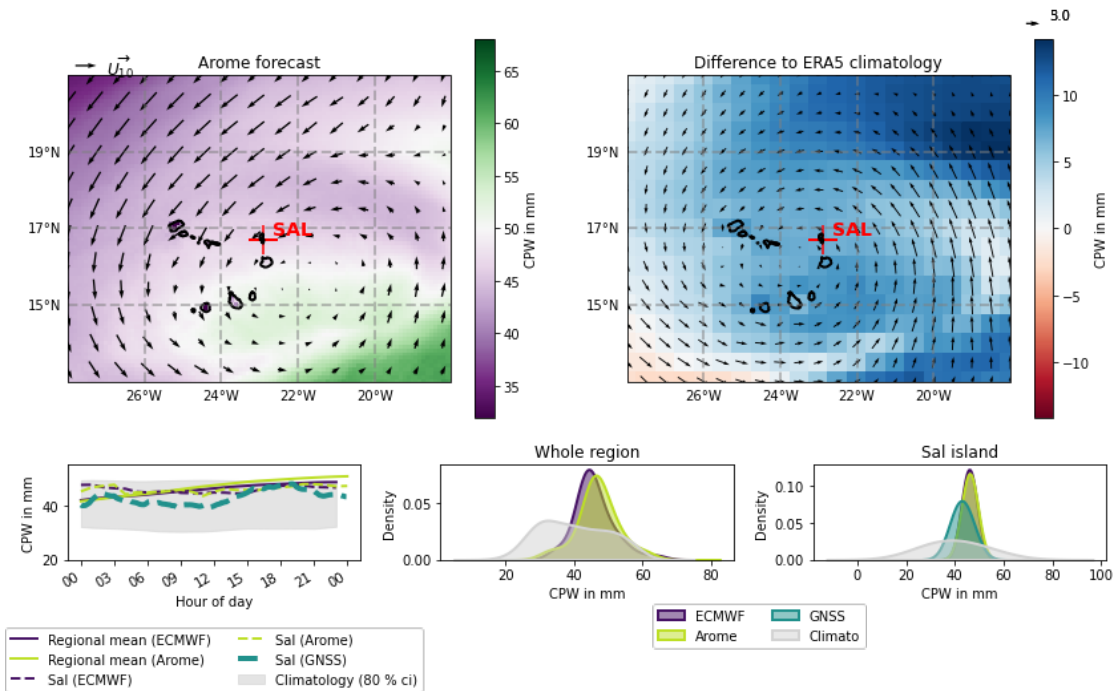 U10
Arome forecast
SAL
19°N
17°N
15°N
26°W
24°W
22°W
20°W
65
60
55
50
45
40
35
CPW in mm
Difference to ERA5 climatology
SAL
19°N
17°N
15°N
26°W
24°W
22°W
20°W
10
5
0
−5
−10
CPW in mm
CPW in mm
40
20
00
03
06
09
12
15
18
21
00
Hour of day
Regional mean (ECMWF)
Regional mean (Arome)
Sal (ECMWF)
Sal (Arome)
Sal (GNSS)
Climatology (80 % ci)
Whole region
Density
0.05
0.00
20
40
60
80
CPW in mm
Sal island
Density
0.10
0.05
0.00
0
20
40
60
80
100
CPW in mm
ECMWF
Arome
GNSS
Climato